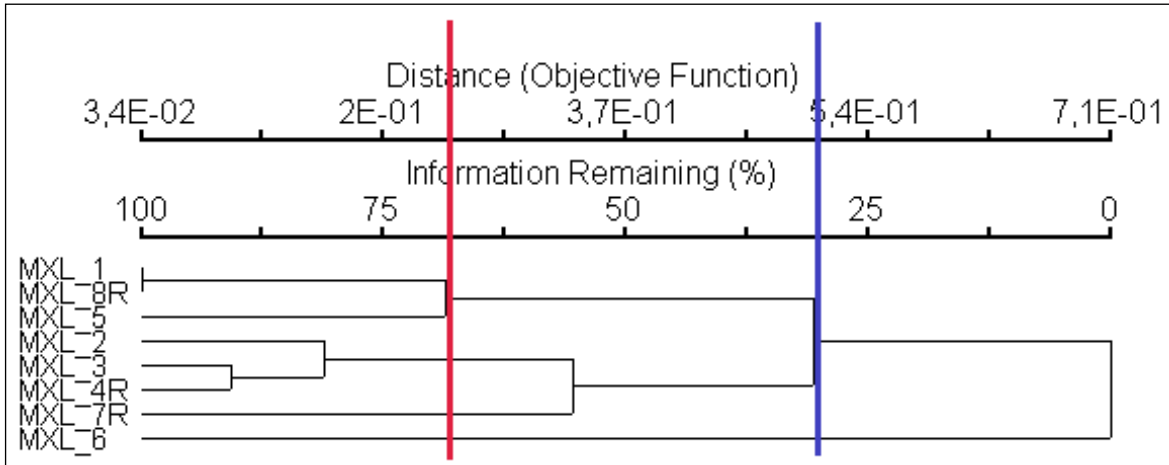 Distance (Objective Function)
3,4E-02 2E-01 3,7E-01 5,4E-01 7,1E-01
Information Remaining (%)
100 75 50 25 0
MXL_1
MXL_8R
MXL_5
MXL_2
MXL_3
MXL_4R
MXL_7R
MXL_6